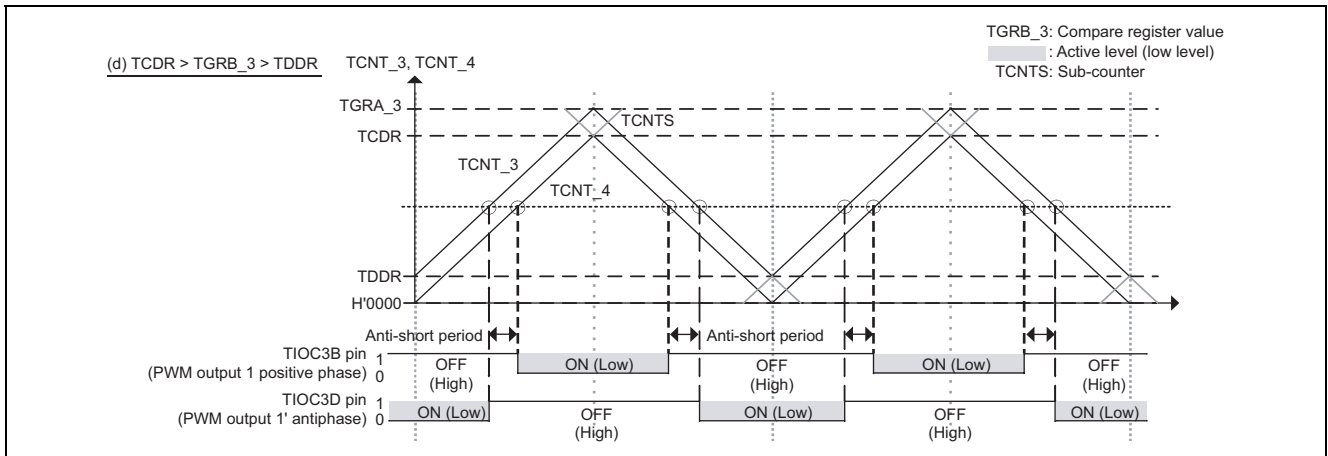 TGRB_3: Compare register value
: Active level (low level)
TCNTS: Sub-counter
(d) TCDR > TGRB_3 > TDDR
TCNT_3, TCNT_4
TGRA_3
TCNTS
TCDR
TCNT_3
TCNT_4
TDDR
H'0000
Anti-short period
Anti-short period
TIOC3B pin
(PWM output 1 positive phase)
1
0
OFF
(High)
ON (Low)
OFF
(High)
ON (Low)
OFF
(High)
TIOC3D pin
(PWM output 1' antiphase)
1
0
ON (Low)
OFF
(High)
ON (Low)
OFF
(High)
ON (Low)